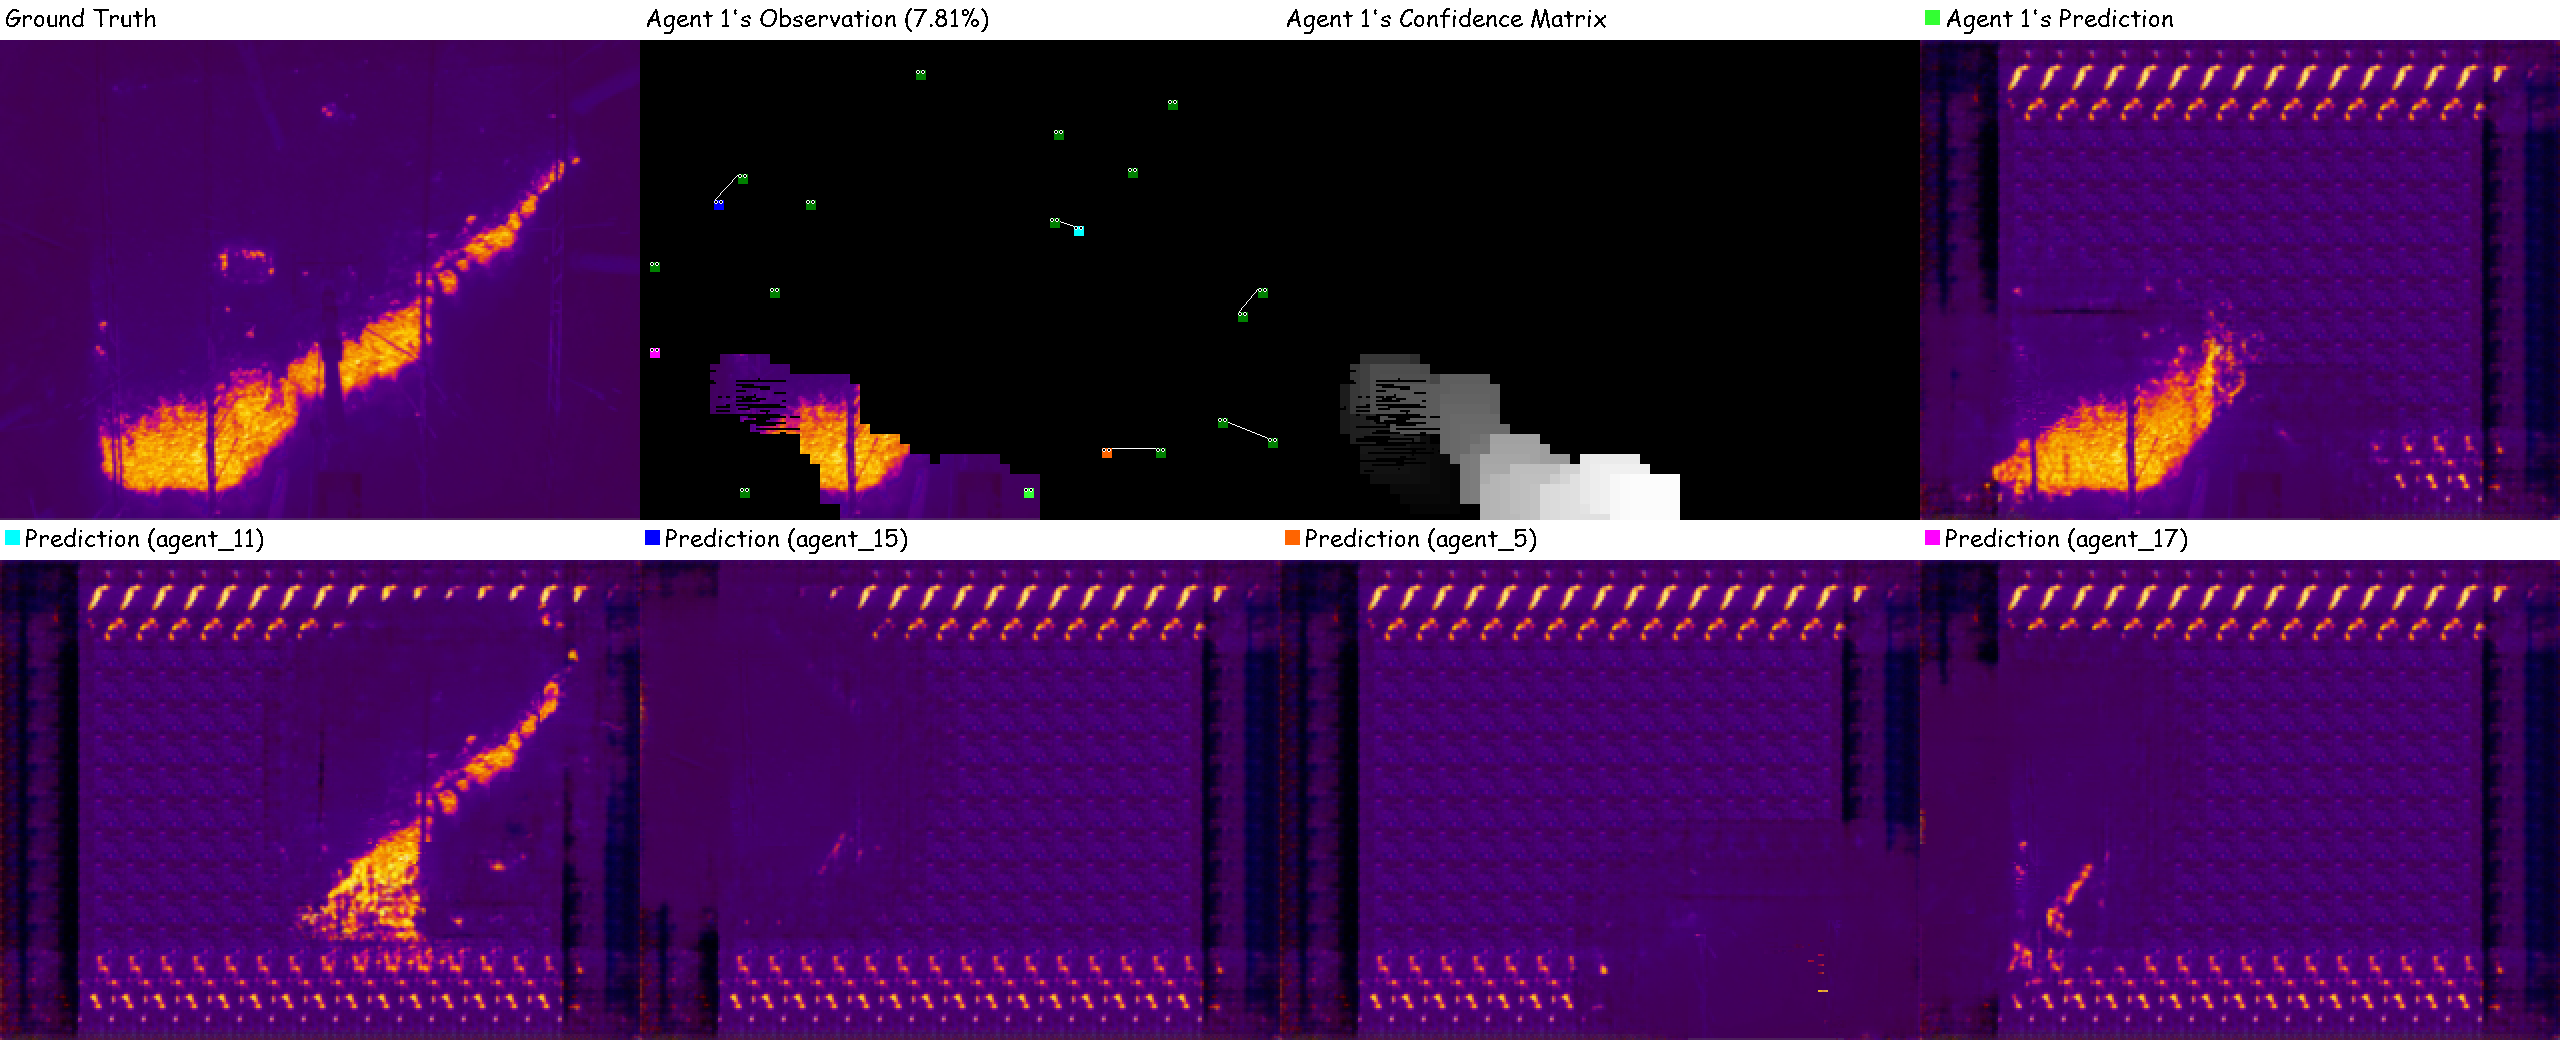 Ground Truth
Agent 1's Observation (7.81%)
Agent 1's Confidence Matrix
Agent 1's Prediction
Prediction (agent_11)
Prediction (agent_15)
Prediction (agent_5)
Prediction (agent_17)